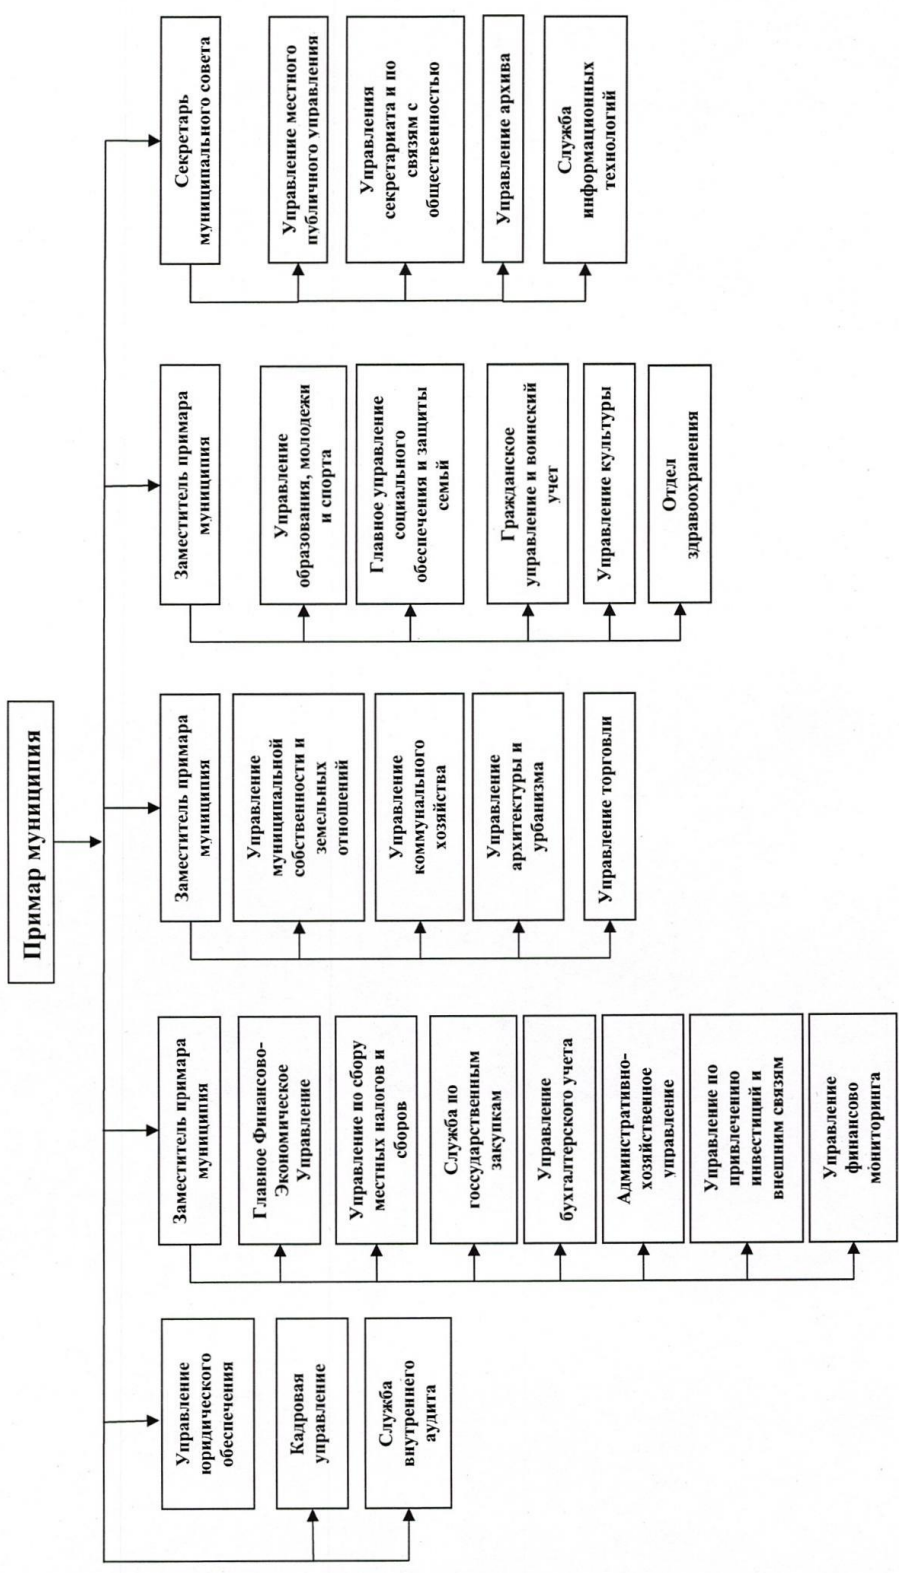 Примар муниципия
Управление
юридического
обеспечения
Кадровая
управление
Служба
внутреннего
аудита
Заместитель примара
муниципия
Главное Финансово-
Экономическое
Управление
Управление по сбору
местных налогов и
сборов
Служба по
госсударственным
закупкам
Управление
бухгалтерского учета
Админстративно-
хозяйственное
управление
Управление по
привлечению
инвестиций и
внешним связям
Управление
финансово
мониторинга
Заместитель примара
муниципия
Управление
муниципальной
собственности и
земельных
отношений
Управление
коммунального
хозяйства
Управление
архитектуры и
урбанизма
Управление торговли
Заместитель примара
муниципия
Управление
образования, молодежи
и спорта
Главное управление
социального
обеспечения и защиты
семьй
Гражданское
управление и воинский
учет
Управление культуры
Отдел
здравоохранения
Секретарь
муниципального совета
Управление местного
публичного управления
Управления
секретариата и по
связям с
общественностью
Управление архива
Служба
информационных
технологий